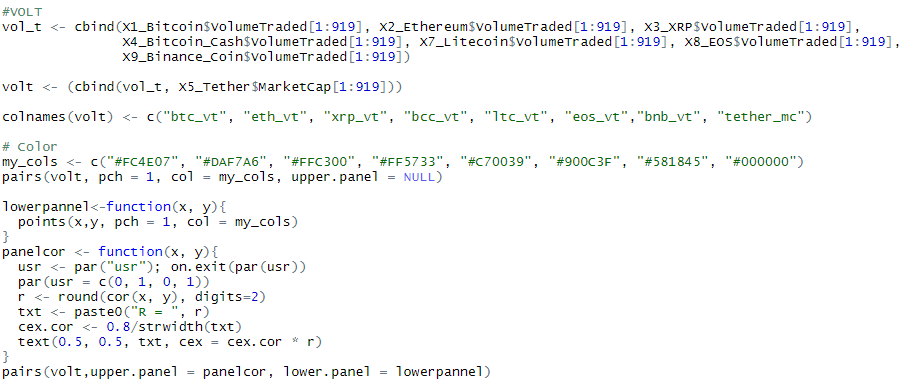 #VOLT
vol_t <- cbind(X1_Bitcoin$VolumeTraded[1:919], X2_Ethereum$VolumeTraded[1:919], X3_XRP$VolumeTraded[1:919],
X4_Bitcoin_Cash$VolumeTraded[1:919], X7_Litecoin$VolumeTraded[1:919], X8_EOS$VolumeTraded[1:919],
X9_Binance_Coin$VolumeTraded[1:919])
volt <- (cbind(vol_t, X5_Tether$MarketCap[1:919]))
colnames(volt) <- c("btc_vt", "eth_vt", "xrp_vt", "bcc_vt", "ltc_vt", "eos_vt","bnb_vt", "tether_mc")
# Color
my_cols <- c("#FC4E07", "#DAF7A6", "#FFC300", "#FF5733", "#C70039", "#900C3F", "#581845", "#000000")
pairs(volt, pch = 1, col = my_cols, upper.panel = NULL)
lowerpannel<-function(x, y){
points(x,y, pch = 1, col = my_cols)
}
panelcor <- function(x, y){
usr <- par("usr"); on.exit(par(usr))
par(usr = c(0, 1, 0, 1))
r <- round(cor(x, y), digits=2)
txt <- paste0("R = ", r)
cex.cor <- 0.8/strwidth(txt)
text(0.5, 0.5, txt, cex = cex.cor * r)
}
pairs(volt,upper.panel = panelcor, lower.panel = lowerpannel)